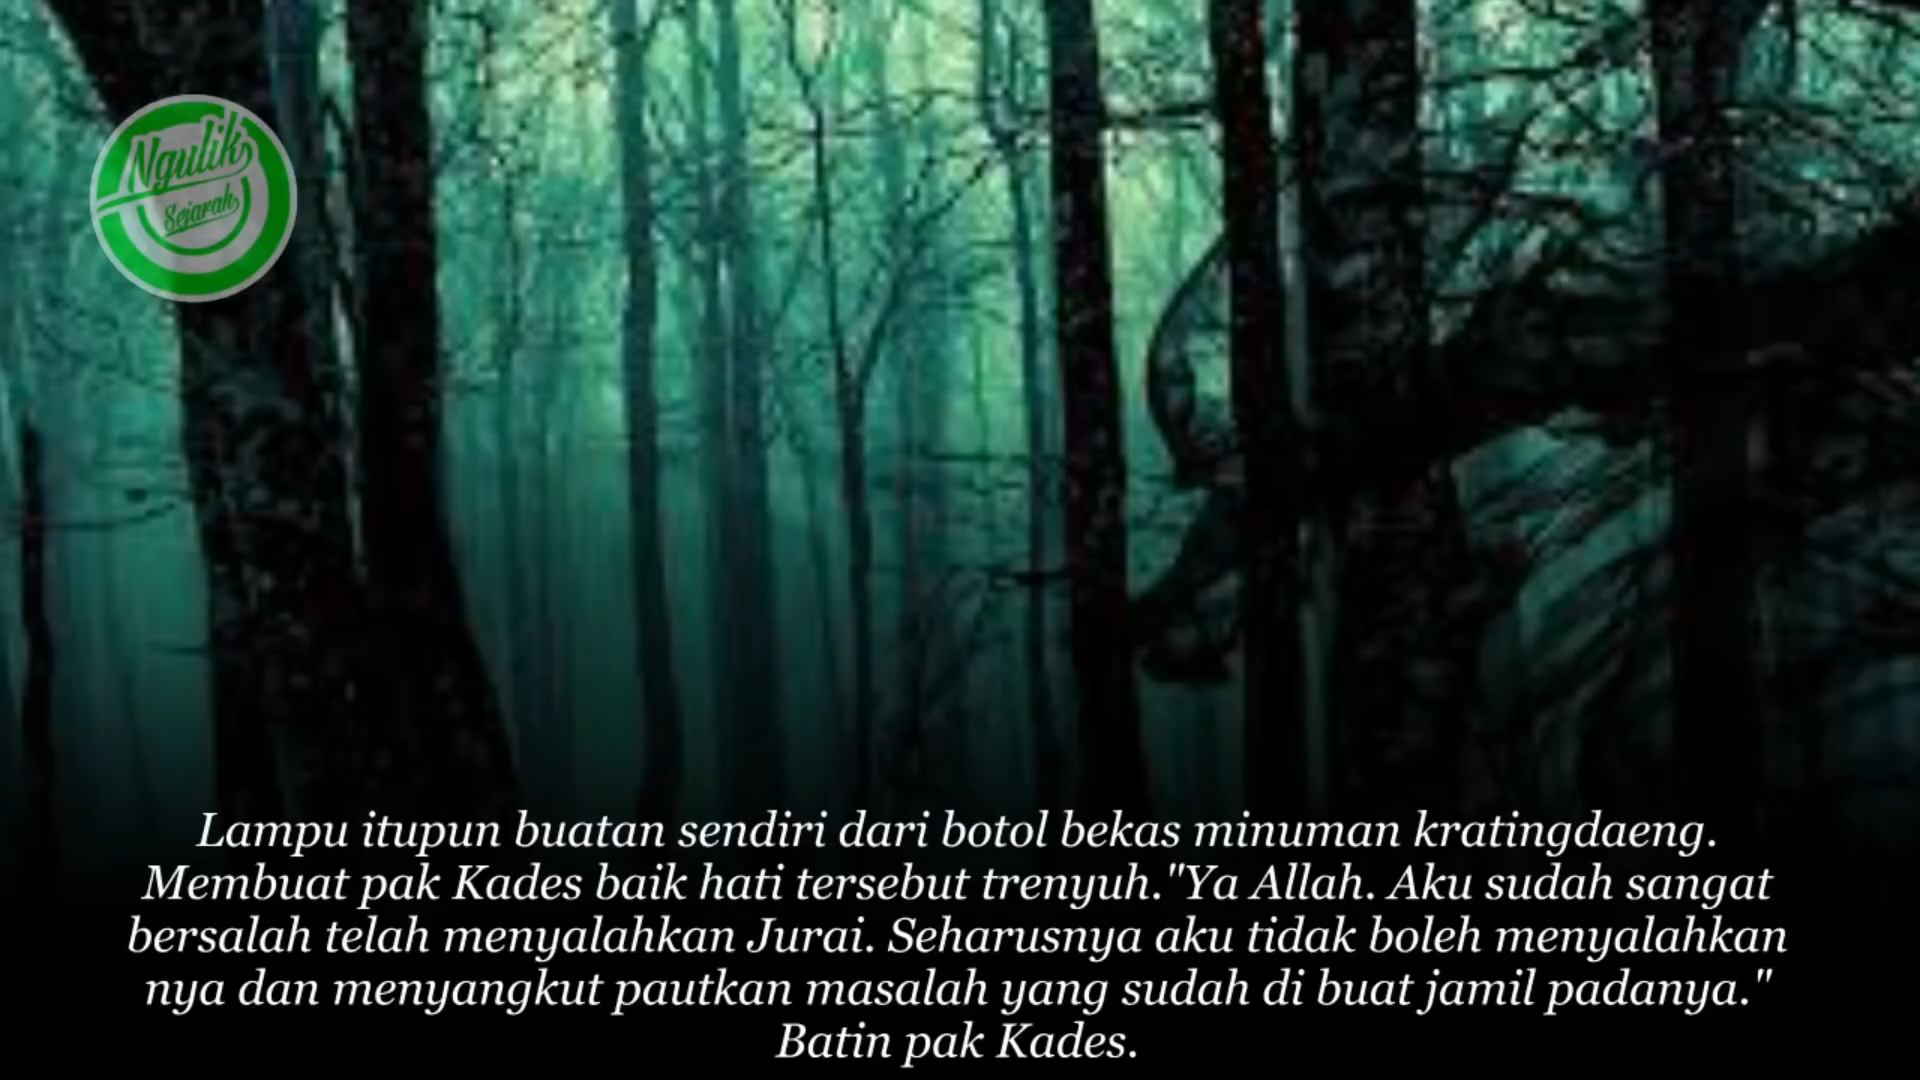 Ngulik
Sejarah
Lampu itupun buatan sendiri dari botol bekas minuman kratingdaeng.
Membuat pak Kades baik hati tersebut trenyuh."Ya Allah. Aku sudah sangat
bersalah telah menyalahkan Jurai. Seharusnya aku tidak boleh menyalahkan
nya dan menyangkut pautkan masalah yang sudah di buat jamil padanya."
Batin pak Kades.